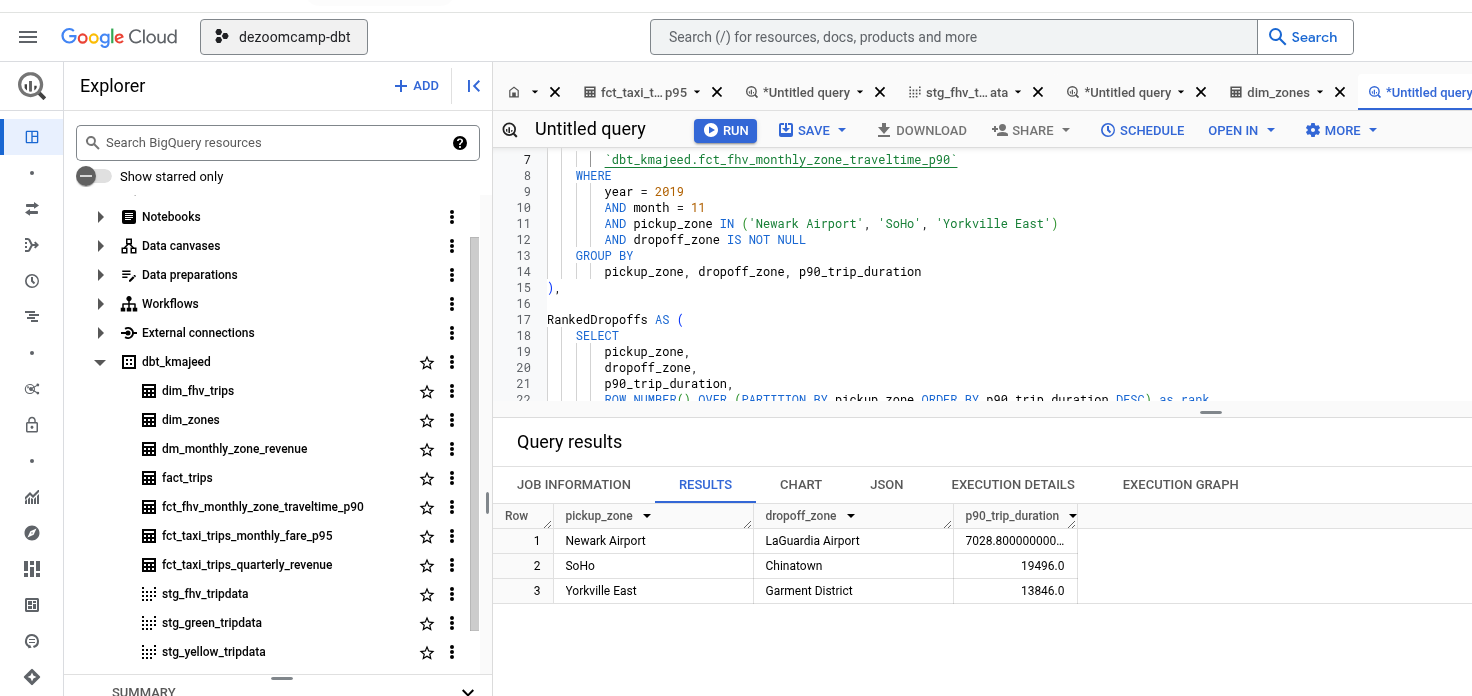 Google Cloud
dezoomcamp-dbt
Search (/) for resources, docs, products and more
Search
Explorer
+ ADD
Search BigQuery resources
Show starred only
Notebooks
Data canvases
Data preparations
Workflows
External connections
dbt_kmajeed
dim_fhv_trips
dim_zones
dm_monthly_zone_revenue
fact_trips
fct_fhv_monthly_zone_traveltime_p90
fct_taxi_trips_monthly_fare_p95
fct_taxi_trips_quarterly_revenue
stg_fhv_tripdata
stg_green_tripdata
stg_yellow_tripdata
SUMMARY
fct_taxi_t... p95
*Untitled query
stg_fhv_t... ata
*Untitled query
dim_zones
*Untitled query
Untitled query
RUN
SAVE
DOWNLOAD
SHARE
SCHEDULE
OPEN IN
MORE
7 `dbt_kmajeed.fct_fhv_monthly_zone_traveltime_p90`
8 WHERE
9 year = 2019
10 AND month = 11
11 AND pickup_zone IN ('Newark Airport', 'SoHo', 'Yorkville East')
12 AND dropoff_zone IS NOT NULL
13 GROUP BY
14 pickup_zone, dropoff_zone, p90_trip_duration
15 ),
16
17 RankedDropoffs AS (
18 SELECT
19 pickup_zone,
20 dropoff_zone,
21 p90_trip_duration,
22 ROW_NUMBER() OVER (PARTITION BY pickup_zone ORDER BY p90_trip_duration DESC) as rank
Query results
JOB INFORMATION
RESULTS
CHART
JSON
EXECUTION DETAILS
EXECUTION GRAPH
Row pickup_zone dropoff_zone p90_trip_duration
1 Newark Airport LaGuardia Airport 7028.800000000...
2 SoHo Chinatown 19496.0
3 Yorkville East Garment District 13846.0